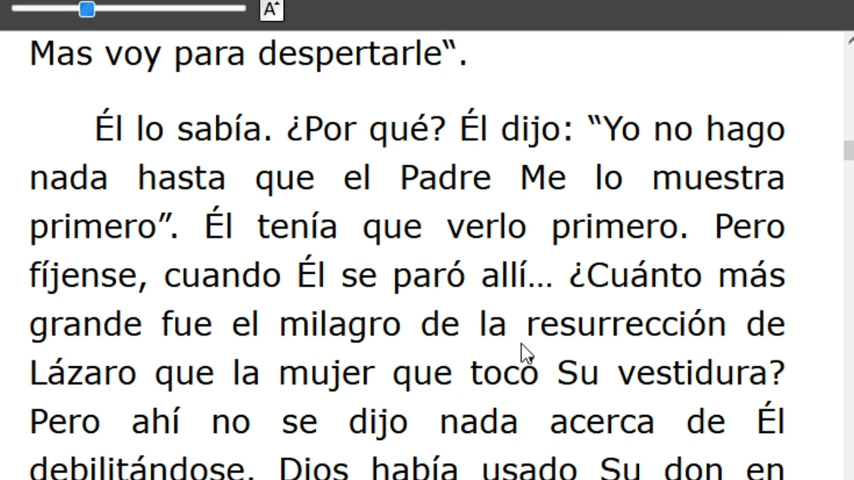 A
Mas voy para despertarle“.
Él lo sabía. ¿Por qué? Él dijo: “Yo no hago
nada hasta que el Padre Me lo muestra
primero”. Él tenía que verlo primero. Pero
fíjense, cuando Él se paró allí… ¿Cuánto más
grande fue el milagro de la resurrección de
Lázaro que la mujer que tocó Su vestidura?
Pero ahí no se dijo nada acerca de Él
debilitándose. Dios había usado Su don en